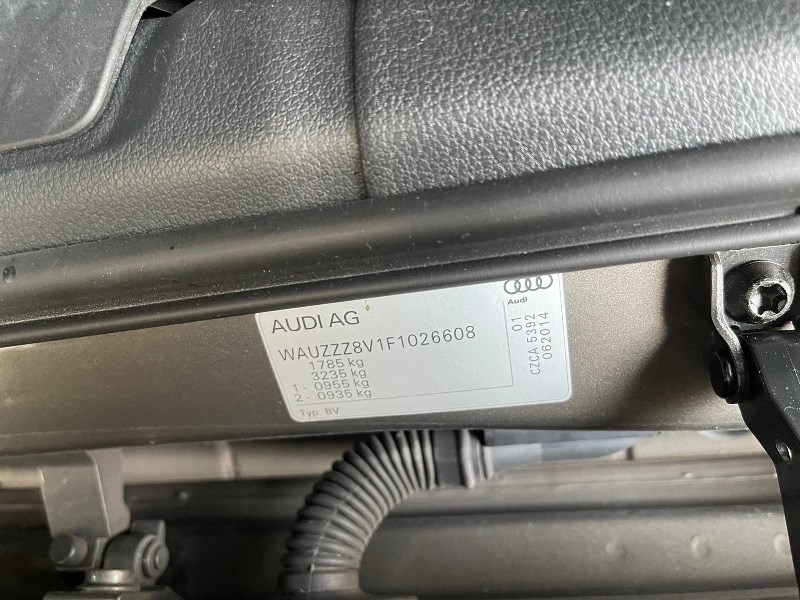 AUDI AG
WAUZZZ8V1F1026608
1785 kg
3235 kg
1 - 0955 kg
2 - 0935 kg
Typ 8V
Audi
01
CZCA 5392
062014